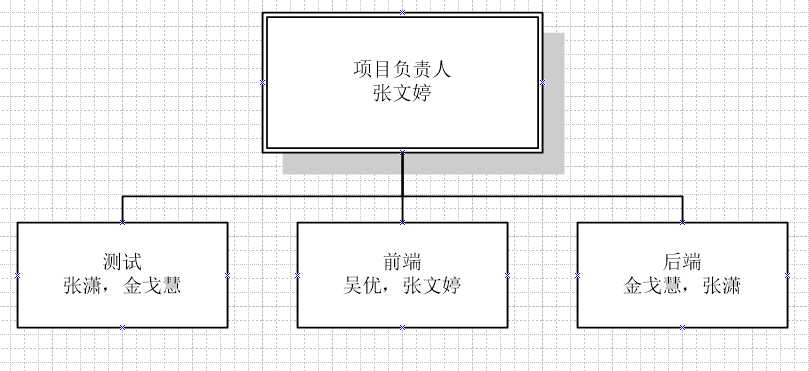 项目负责人
张文婷
测试
张潇，金戈慧
前端
吴优，张文婷
后端
金戈慧，张潇